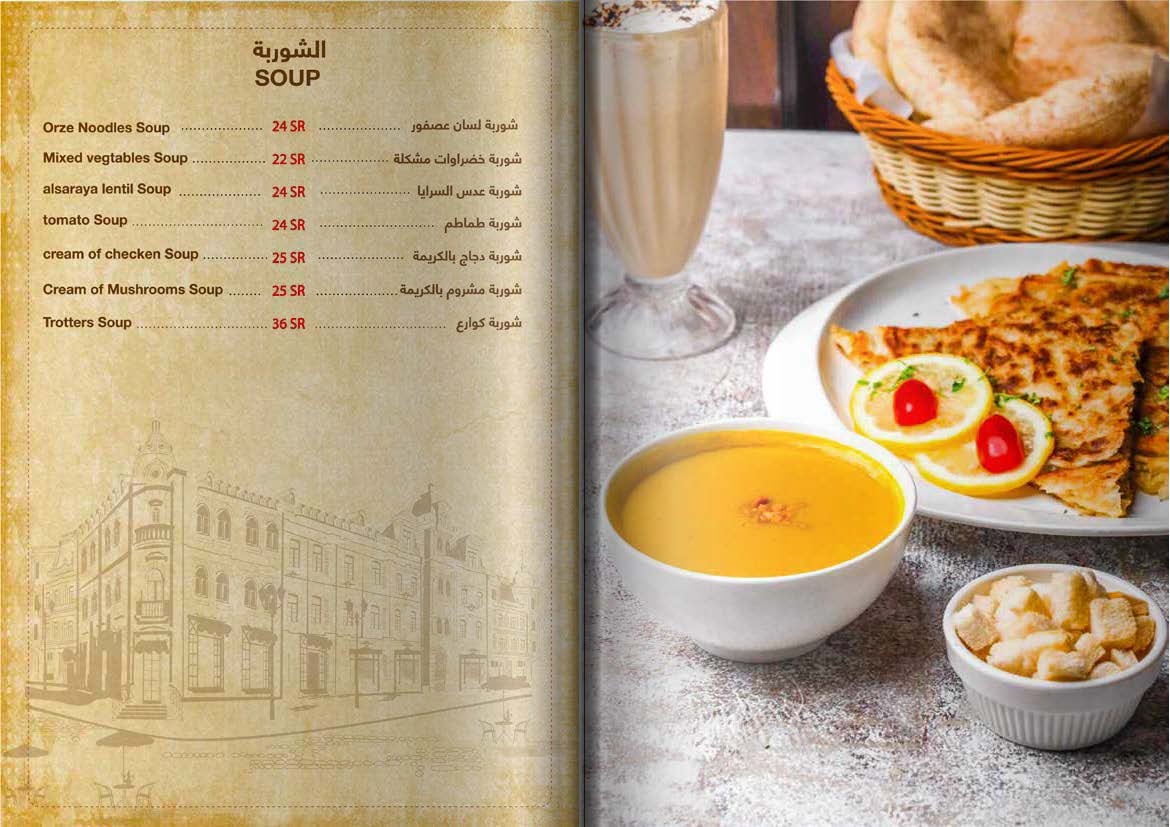 الشوربة
SOUP
Orze Noodles Soup ........................ 24 SR ........................ شوربة لسان عصفور
Mixed vegtables Soup ..................... 22 SR ...................... شوربة خضراوات مشكلة
alsaraya lentil Soup ........................ 24 SR .......................... شوربة عدس السرايا
tomato Soup ....................................... 24 SR ................................. شوربة طماطم
cream of checken Soup ................... 25 SR ......................... شوربة دجاج بالكريمة
Cream of Mushrooms Soup ......... 25 SR ....................... شوربة مشروم بالكريمة
Trotters Soup ...................................... 36 SR ..................................... شوربة كوارع